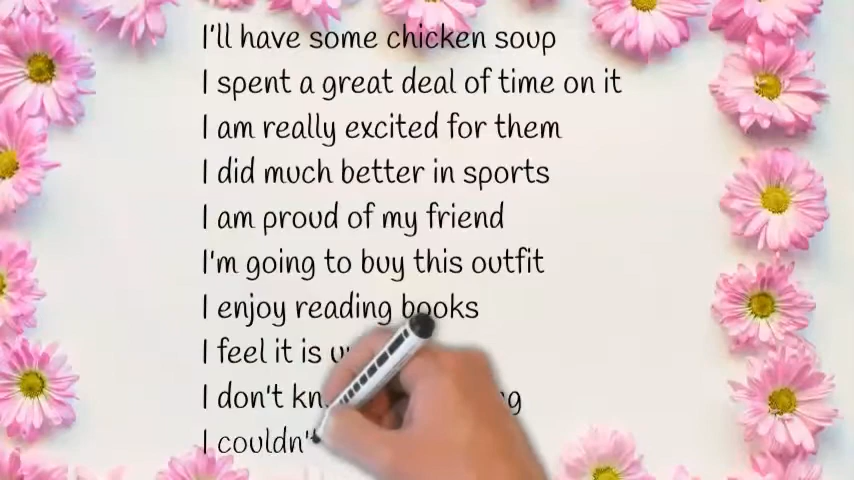 I'll have some chicken soup
I spent a great deal of time on it
I am really excited for them
I did much better in sports
I am proud of my friend
I'm going to buy this outfit
I enjoy reading books
I feel it is
I don't
I couldn't